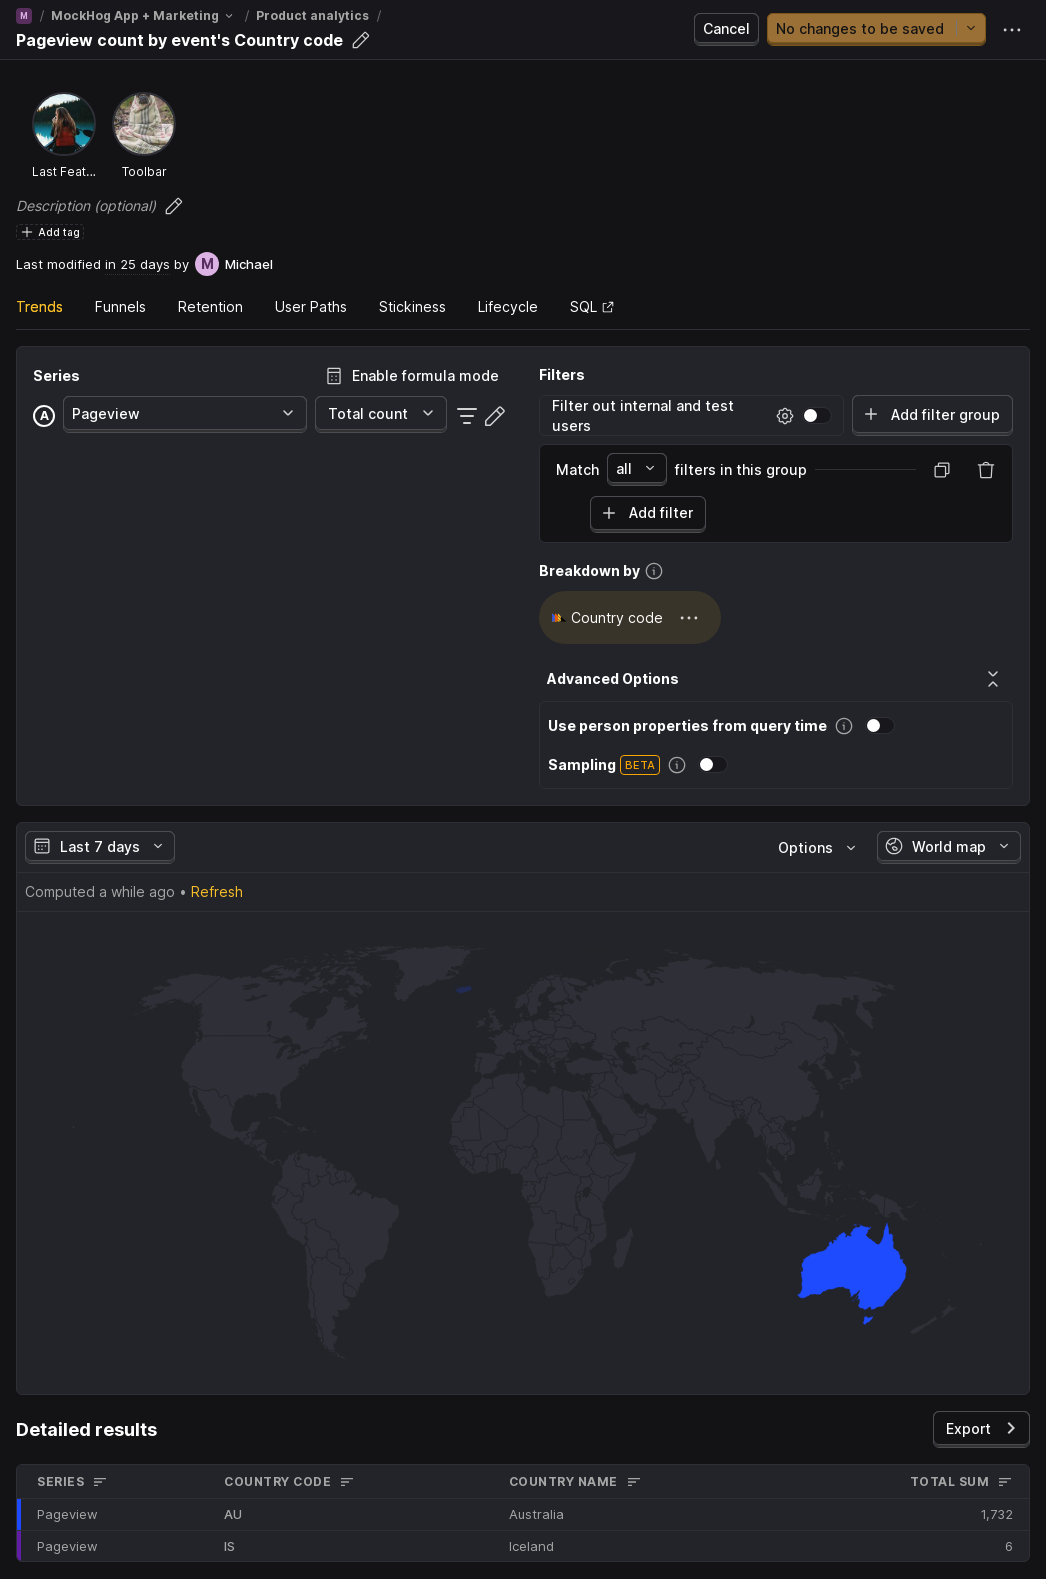 M / MockHog App + Marketing / Product analytics /
Pageview count by event's Country code
Cancel
No changes to be saved
Last Feat...
Toolbar
Description (optional)
Add tag
Last modified in 25 days by M Michael
Trends Funnels Retention User Paths Stickiness Lifecycle SQL
Series
Enable formula mode
A Pageview Total count
Filters
Filter out internal and test
users
Add filter group
Match all filters in this group
Add filter
Breakdown by
Country code
Advanced Options
Use person properties from query time
Sampling BETA
Last 7 days
Options
World map
Computed a while ago • Refresh
Detailed results
Export
SERIES COUNTRY CODE COUNTRY NAME TOTAL SUM
Pageview AU Australia 1,732
Pageview IS Iceland 6